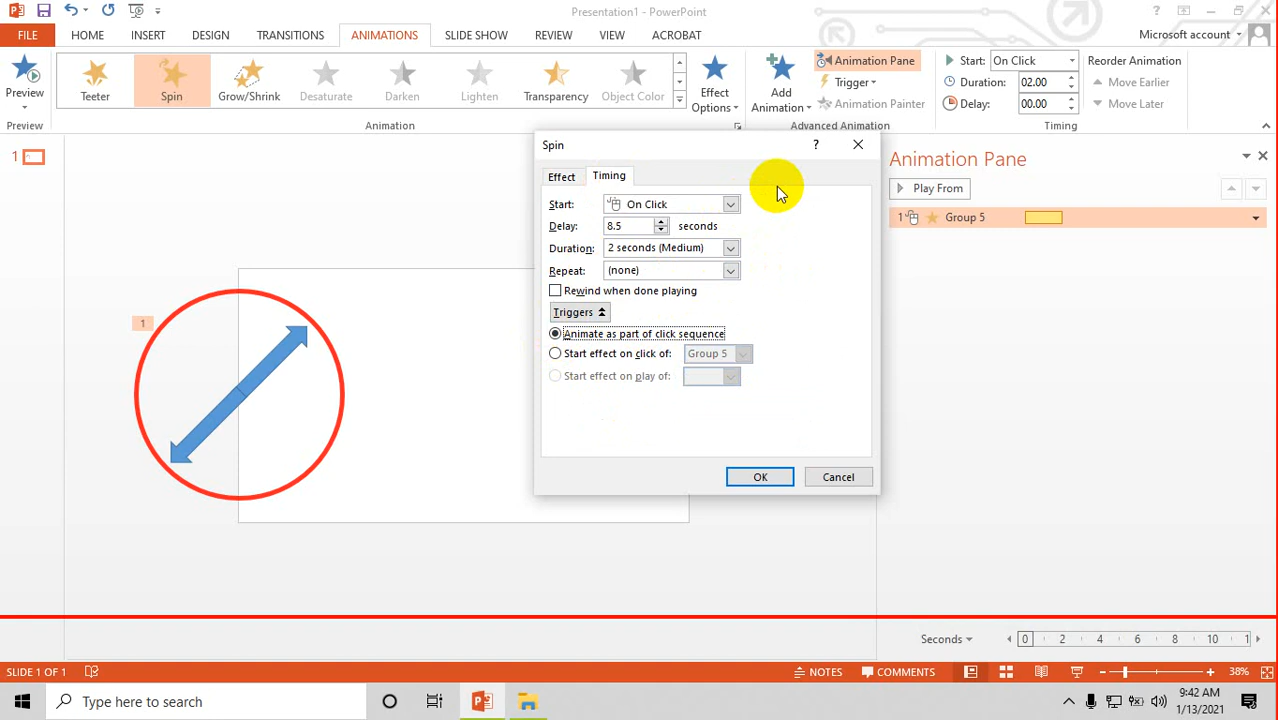 Presentation1 - PowerPoint
?
FILE
HOME
INSERT
DESIGN
TRANSITIONS
ANIMATIONS
SLIDE SHOW
REVIEW
VIEW
ACROBAT
Microsoft account
Preview
Teeter
Spin
Grow/Shrink
Desaturate
Darken
Lighten
Transparency
Object Color
Effect
Options
Add
Animation
Animation Pane
Trigger
Animation Painter
Start: On Click
Duration: 02.00
Delay: 00.00
Reorder Animation
Move Earlier
Move Later
Preview
Animation
Advanced Animation
Timing
1
1
Spin
?
Effect
Timing
Start: On Click
Delay: 8.5 seconds
Duration: 2 seconds (Medium)
Repeat: (none)
Rewind when done playing
Triggers
Animate as part of click sequence
Start effect on click of: Group 5
Start effect on play of:
OK
Cancel
Animation Pane
Play From
1 Group 5
Seconds 0 2 4 6 8 10 1
SLIDE 1 OF 1
NOTES
COMMENTS
38%
Type here to search
9:42 AM
1/13/2021